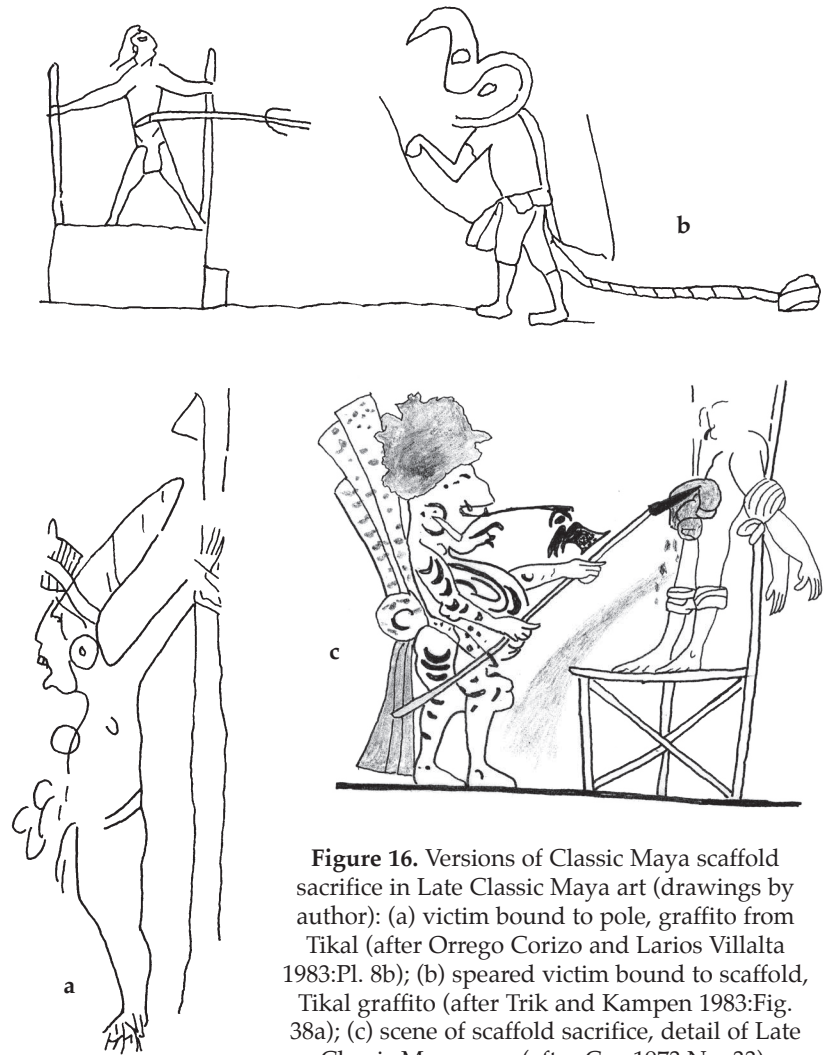 b
c
a
Figure 16. Versions of Classic Maya scaffold
sacrifice in Late Classic Maya art (drawings by
author): (a) victim bound to pole, graffito from
Tikal (after Orrego Corizo and Larios Villalta
1983:Pl. 8b); (b) speared victim bound to scaffold,
Tikal graffito (after Trik and Kampen 1983:Fig.
38a); (c) scene of scaffold sacrifice, detail of Late